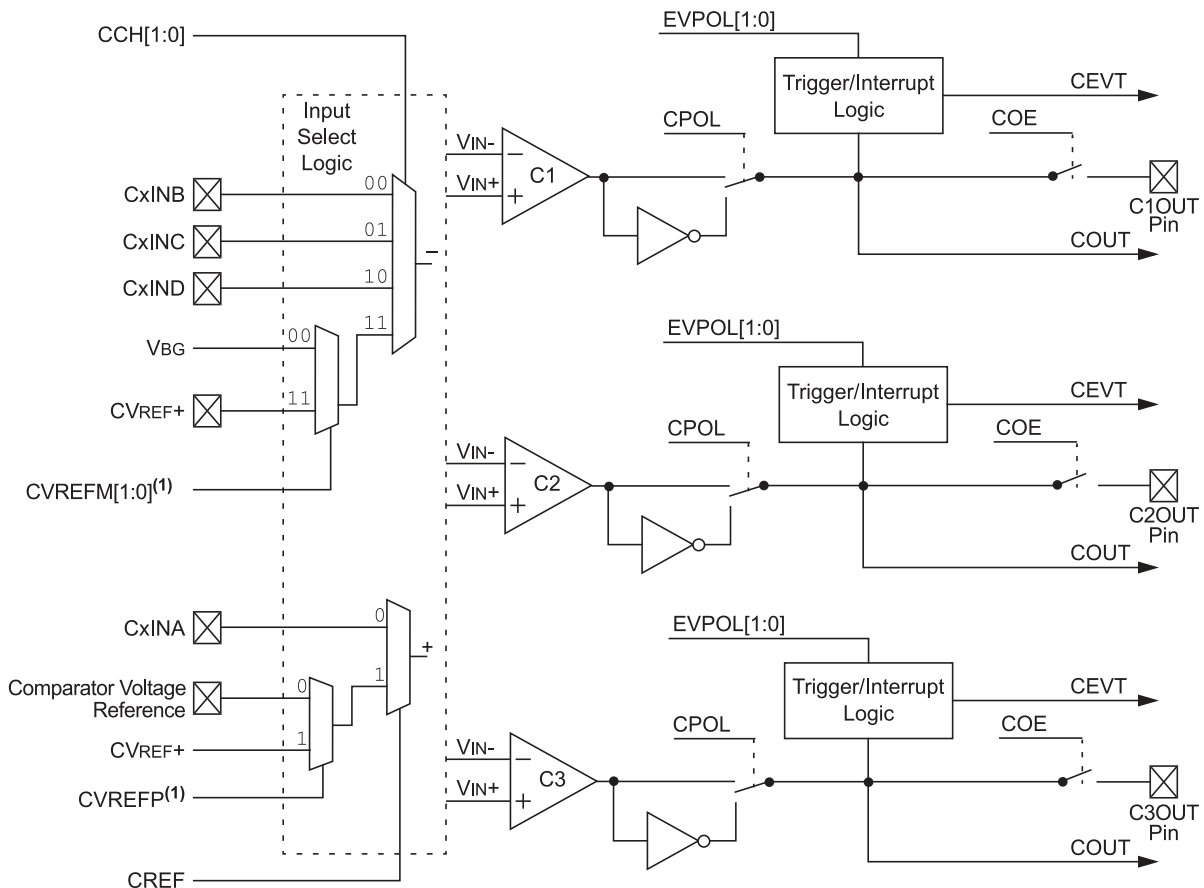 CCH[1:0]
Input
Select
Logic
CxINB
00
CxINC
01
CxIND
10
11
VBG
00
CVREF+
11
CVREFM[1:0](1)
−
CxINA
0
Comparator Voltage
Reference
0
1
CVREF+
1
CVREFP(1)
CREF
+
EVPOL[1:0]
Trigger/Interrupt
Logic
CEVT
CPOL
COE
VIN-
−
VIN+
+
C1
C1OUT
Pin
COUT
EVPOL[1:0]
Trigger/Interrupt
Logic
CEVT
CPOL
COE
VIN-
−
VIN+
+
C2
C2OUT
Pin
COUT
EVPOL[1:0]
Trigger/Interrupt
Logic
CEVT
CPOL
COE
VIN-
−
VIN+
+
C3
C3OUT
Pin
COUT